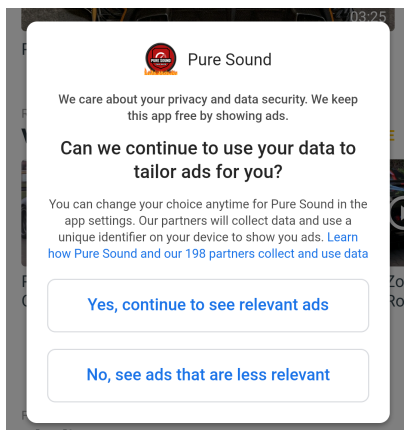 03:25
PURE SOUND
Pure Sound
We care about your privacy and data security. We keep
this app free by showing ads.
Can we continue to use your data to
tailor ads for you?
You can change your choice anytime for Pure Sound in the
app settings. Our partners will collect data and use a
unique identifier on your device to show you ads. Learn
how Pure Sound and our 198 partners collect and use data
Yes, continue to see relevant ads
No, see ads that are less relevant